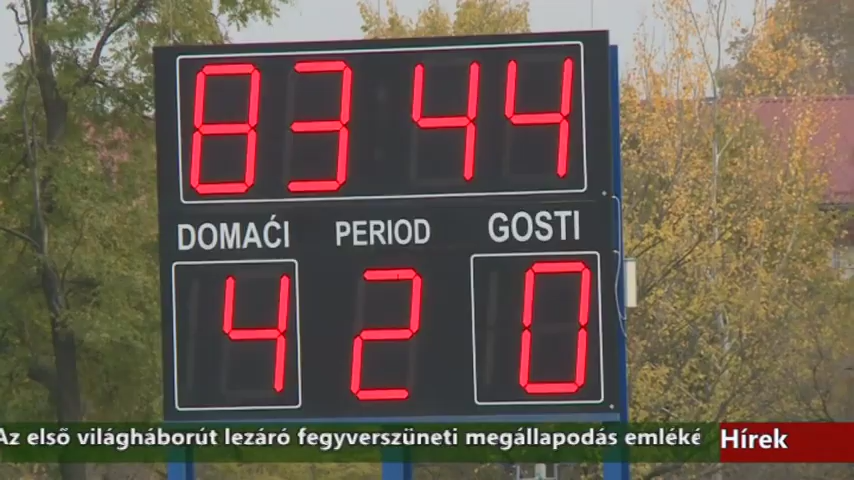 83 44
DOMAĆI PERIOD GOSTI
4 2 0
Az első világháborút lezáró fegyverszüneti megállapodás emléké
Hírek